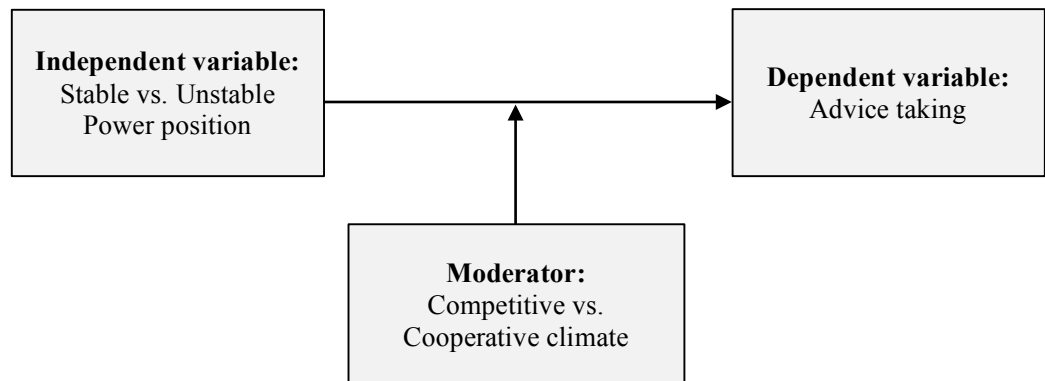 Independent variable:
Stable vs. Unstable
Power position
Dependent variable:
Advice taking
Moderator:
Competitive vs.
Cooperative climate